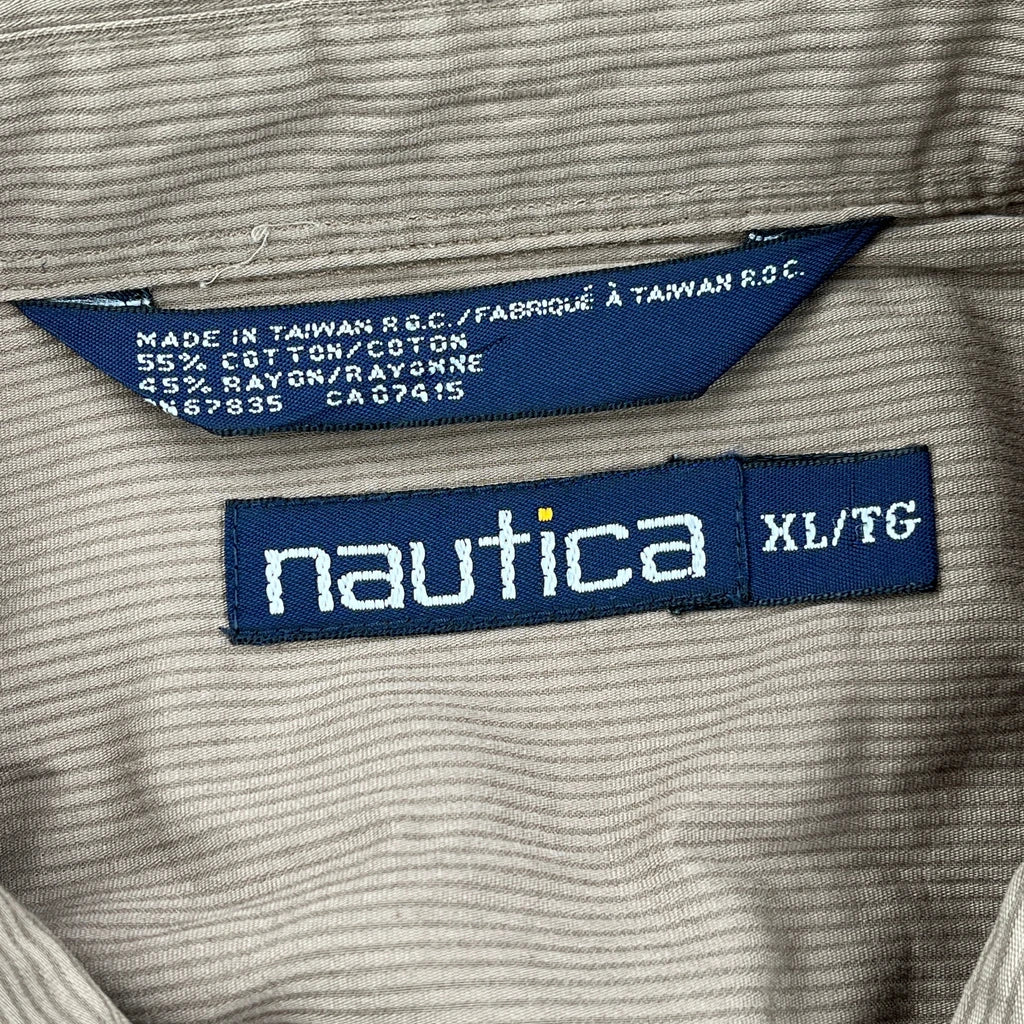 MADE IN TAIWAN R.O.C./FABRIQUÉ À TAIWAN R.O.C.
55% COTTON/COTON
45% RAYON/RAYONNE
RN67835 CA07415
nautica
XL/TG